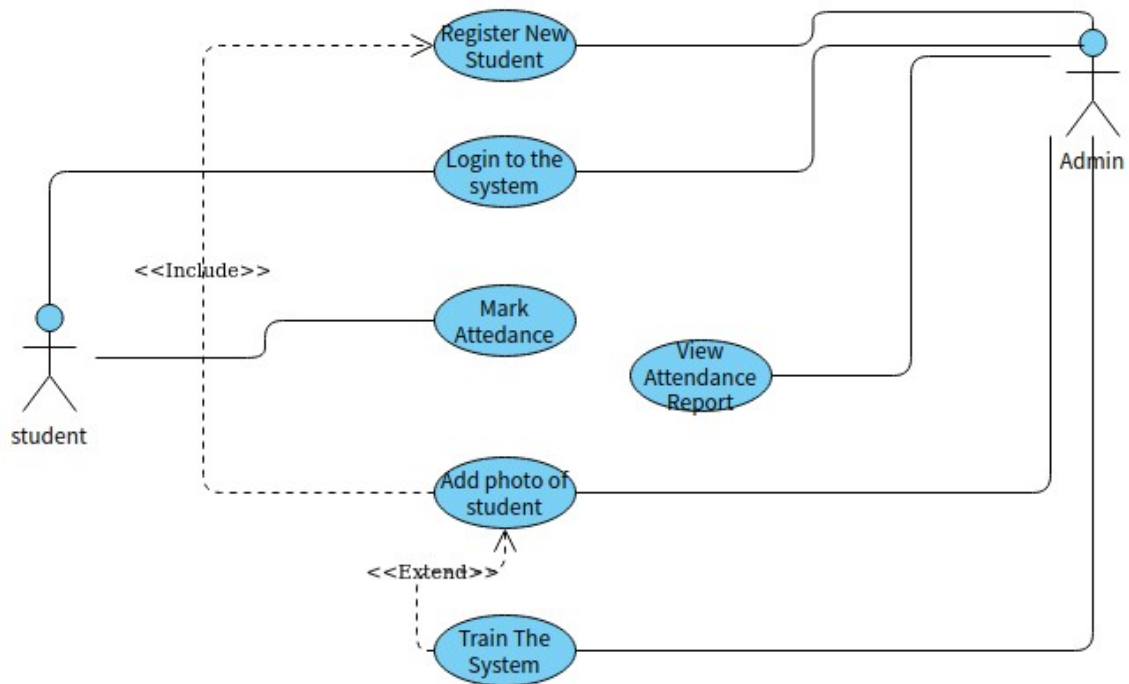 Register New
Student
Login to the
system
Admin
<<Include>>
Mark
Attedance
View
Attendance
Report
student
Add photo of
student
<<Extend>>
Train The
System